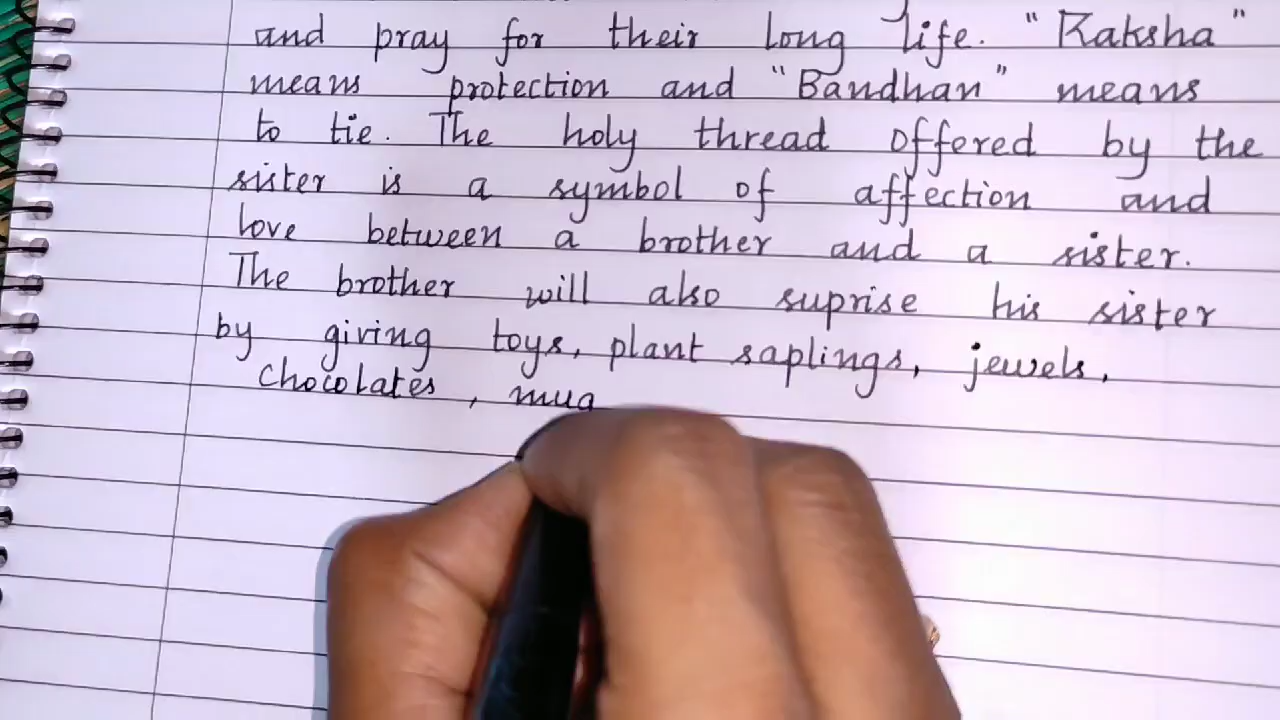 and pray for their long life. "Raksha"
means protection and "Bandhan" means
to tie. The holy thread offered by the
sister is a symbol of affection and
love between a brother and a sister.
The brother will also suprise his sister
by giving toys, plant saplings, jewels,
chocolates, mug